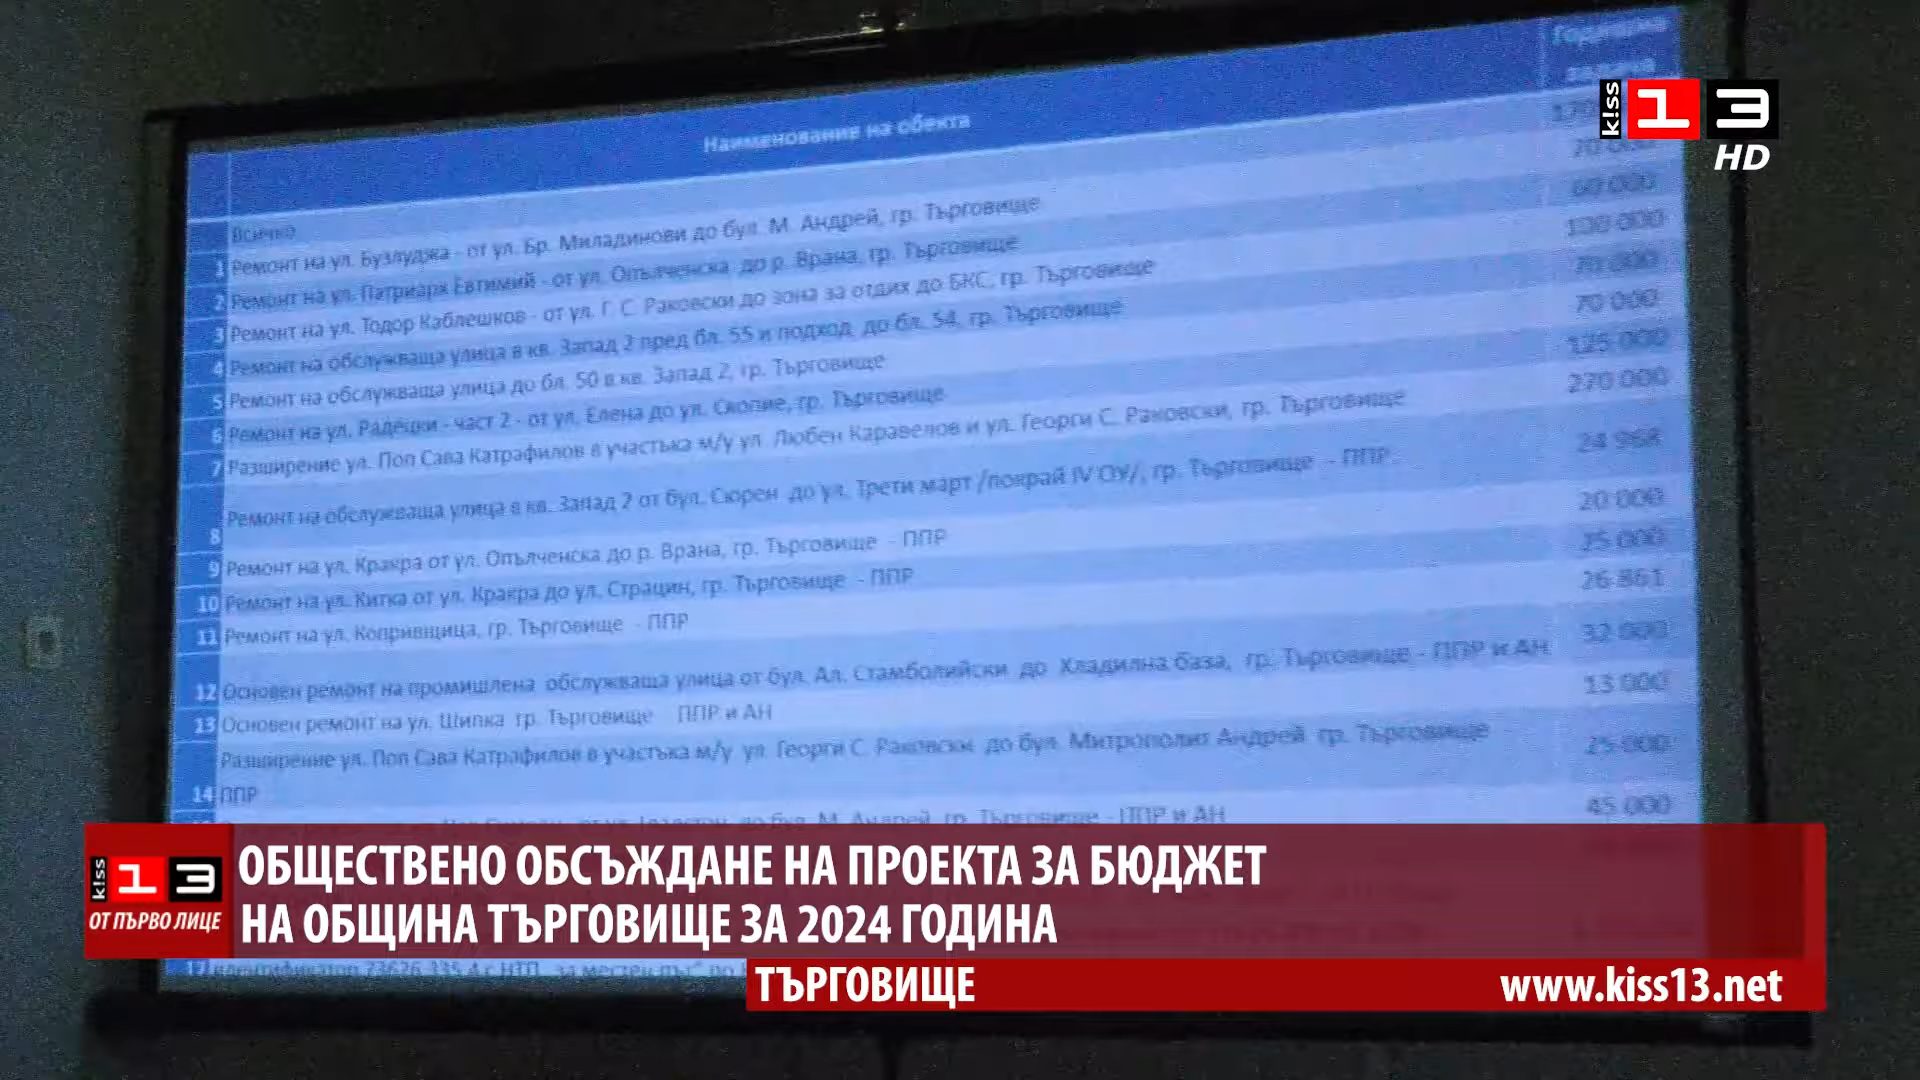 Наименование на обекта
Всичко
kiss 13
HD
1 Ремонт на ул. Бузлуджа - от ул. Бр. Миладинови до бул. М. Андрей, гр. Търговище
60 000
2 Ремонт на ул. Патриарх Евтимий - от ул. Опълченска до р. Врана, гр. Търговище
100 000
3 Ремонт на ул. Тодор Каблешков - от ул. Г. С. Раковски до зона за отдих до БКС, гр. Търговище
70 000
4 Ремонт на обслужваща улица в кв. Запад 2 пред бл. 55 и подход до бл. 54, гр. Търговище
70 000
5 Ремонт на обслужваща улица до бл. 50 в кв. Запад 2, гр. Търговище
125 000
6 Ремонт на ул. Радецки - част 2 - от ул. Елена до ул. Скопие, гр. Търговище
270 000
7 Разширение ул. Поп Сава Катрафилов в участъка м/у ул. Любен Каравелов и ул. Георги С. Раковски, гр. Търговище
24 968
8 Ремонт на обслужваща улица в кв. Запад 2 от бул. Сюрен до ул. Трети март /покрай IV ОУ/, гр. Търговище - ППР
20 000
9 Ремонт на ул. Кракра от ул. Опълченска до р. Врана, гр. Търговище - ППР
10 Ремонт на ул. Китка от ул. Кракра до ул. Страцин, гр. Търговище - ППР
26 861
11 Ремонт на ул. Копривщица, гр. Търговище - ППР
32 000
12 Основен ремонт на промишлена обслужваща улица от бул. Ал. Стамболийски до Хладилна база, гр. Търговище - ППР и АН
13 000
13 Основен ремонт на ул. Шипка гр. Търговище ППР и АН
25 000
Разширение ул. Поп Сава Катрафилов в участъка м/у ул. Георги С. Раковски до бул. Митрополит Андрей гр. Търговище
14 ППР
45 000
до бул. М. Андрей, гр. Търговище - ППР и АН
kiss 13
ОТ ПЪРВО ЛИЦЕ
ОБЩЕСТВЕНО ОБСЪЖДАНЕ НА ПРОЕКТА ЗА БЮДЖЕТ
НА ОБЩИНА ТЪРГОВИЩЕ ЗА 2024 ГОДИНА
17 идентификатор
ТЪРГОВИЩЕ
www.kiss13.net